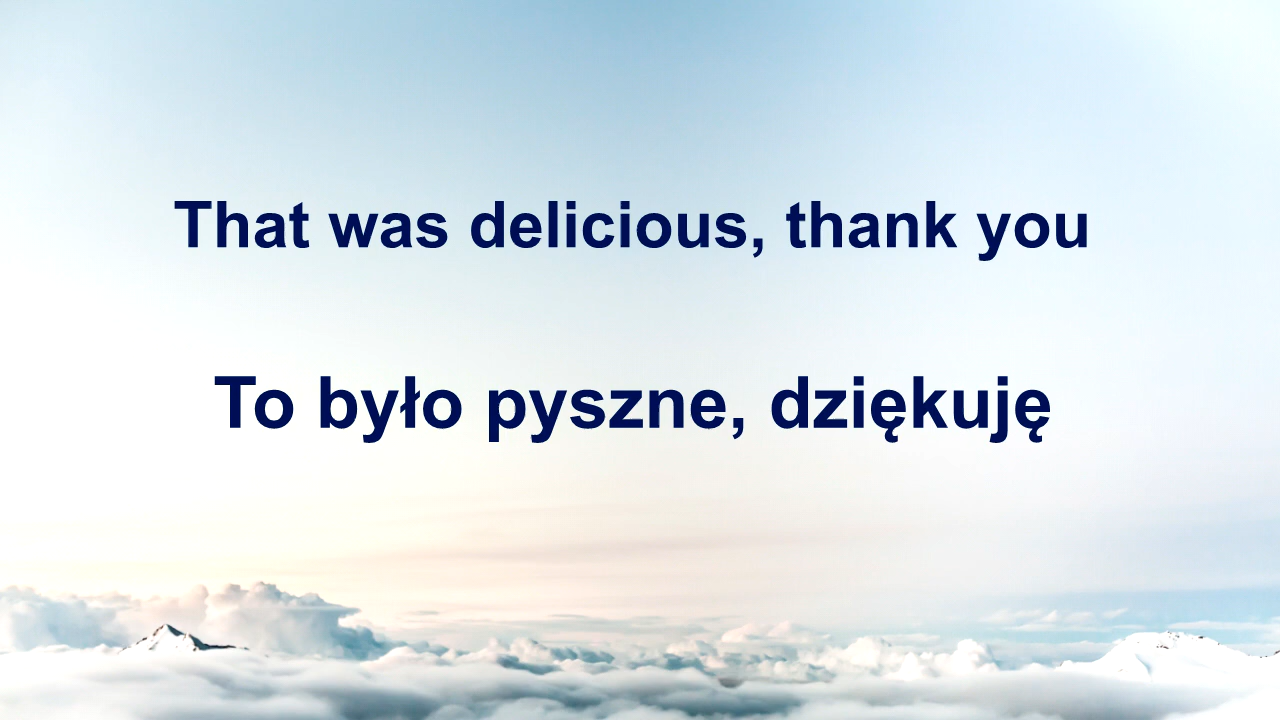 That was delicious, thank you
To było pyszne, dziękuję